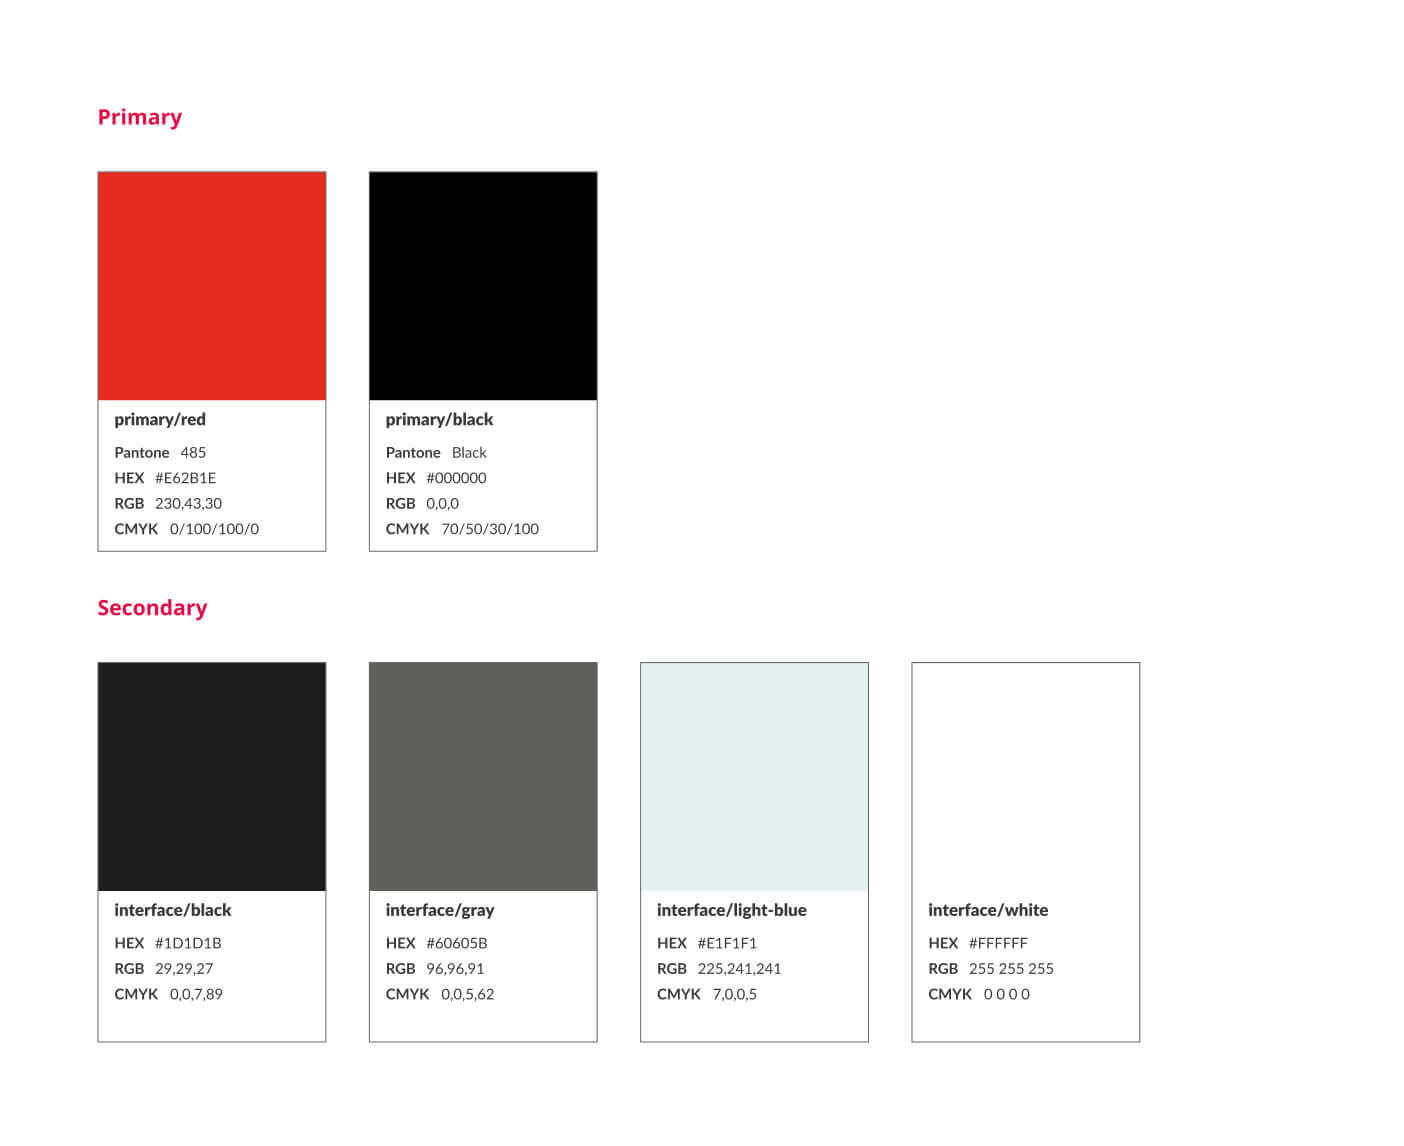 Primary
primary/red
Pantone 485
HEX #E62B1E
RGB 230,43,30
CMYK 0/100/100/0
primary/black
Pantone Black
HEX #000000
RGB 0,0,0
CMYK 70/50/30/100
Secondary
interface/black
HEX #1D1D1B
RGB 29,29,27
CMYK 0,0,7,89
interface/gray
HEX #60605B
RGB 96,96,91
CMYK 0,0,5,62
interface/light-blue
HEX #E1F1F1
RGB 225,241,241
CMYK 7,0,0,5
interface/white
HEX #FFFFFF
RGB 255 255 255
CMYK 0 0 0 0